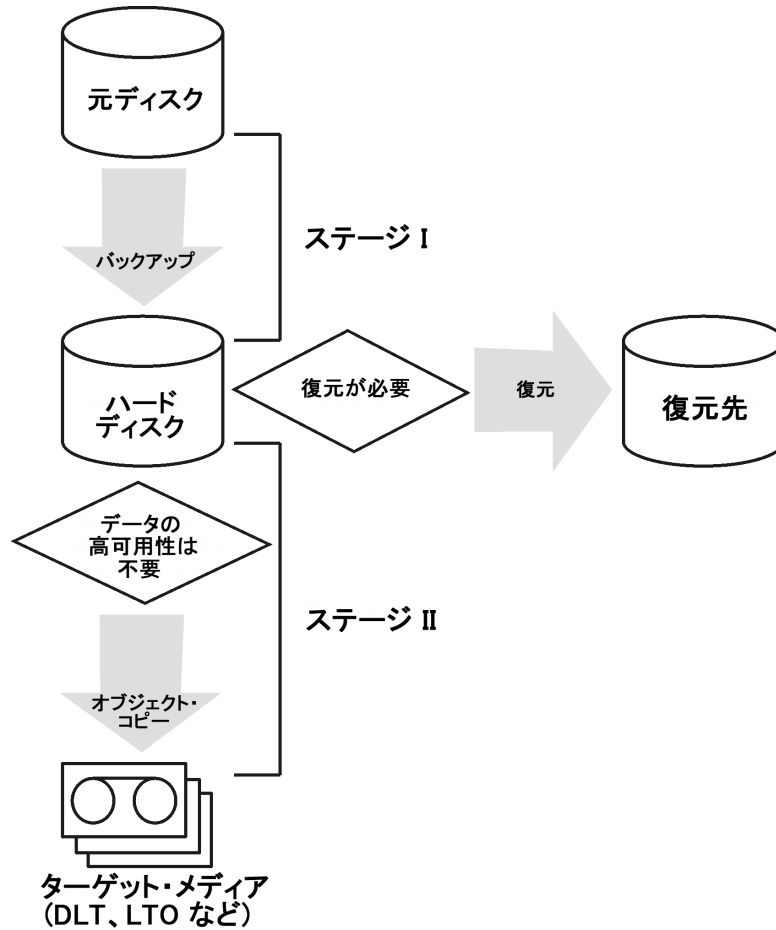 元ディスク
バックアップ
ステージ I
ハード
ディスク
復元が必要
復元
復元先
データの
高可用性は
不要
ステージ II
オブジェクト・
コピー
ターゲット・メディア
(DLT、LTO など)